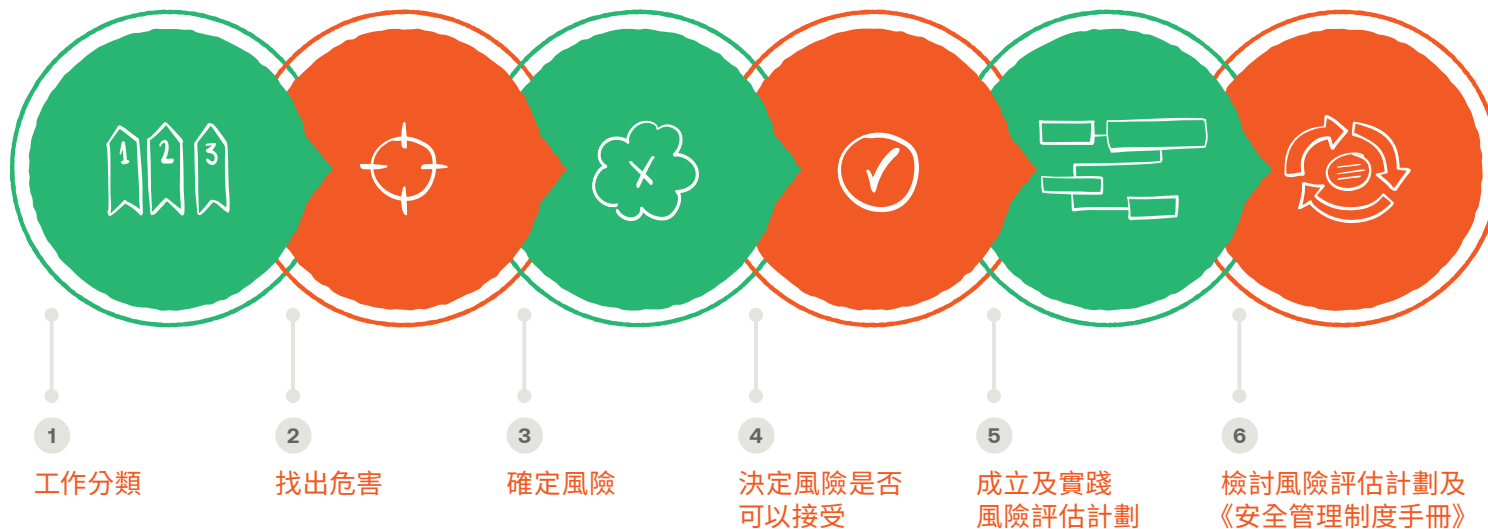 1 2 3
X
1
工作分類
2
找出危害
3
確定風險
4
決定風險是否
可以接受
5
成立及實踐
風險評估計劃
6
檢討風險評估計劃及
《安全管理制度手冊》